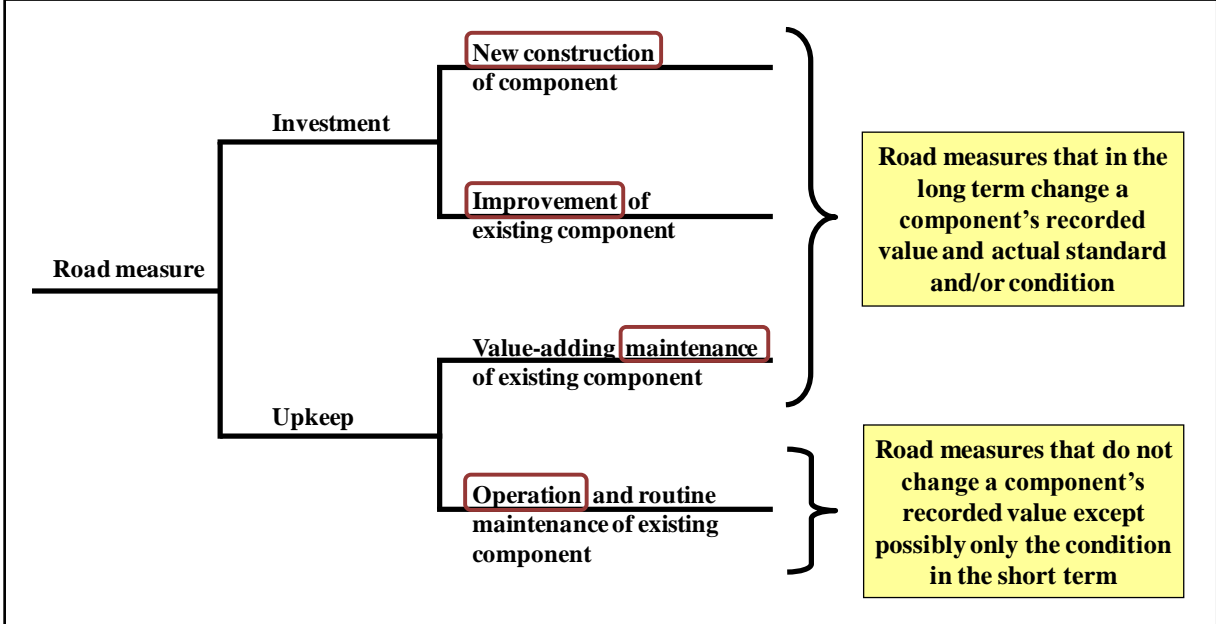 New construction
of component
Investment
Improvement of
existing component
Road measure
Value-adding maintenance
of existing component
Upkeep
Operation and routine
maintenance of existing
component
Road measures that in the
long term change a
component's recorded
value and actual standard
and/or condition
Road measures that do not
change a component's
recorded value except
possibly only the condition
in the short term